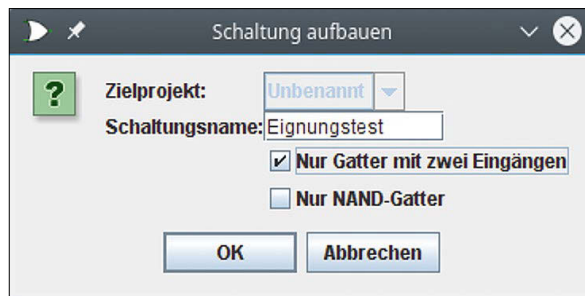 Schaltung aufbauen
?
Zielprojekt: Unbenannt
Schaltungsname: Eignungstest
Nur Gatter mit zwei Eingängen
Nur NAND-Gatter
OK Abbrechen